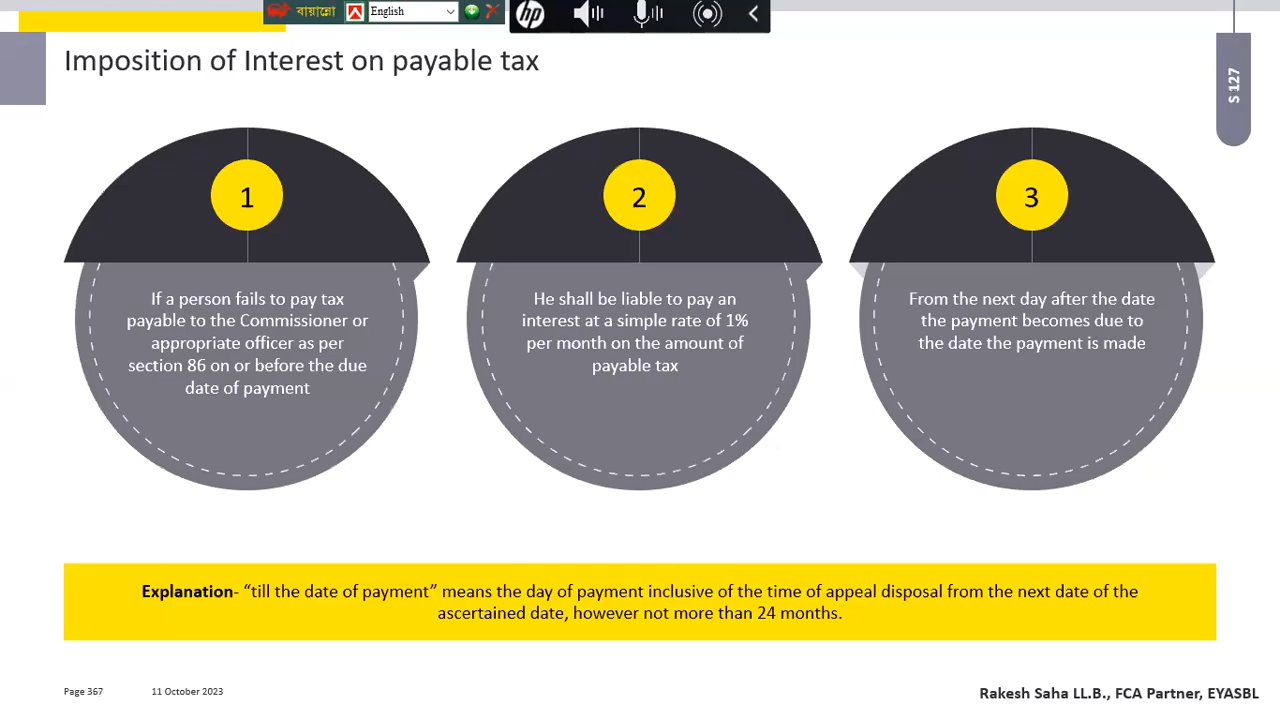 বায়ান্নো
English
hp
Imposition of Interest on payable tax
S 127
1
If a person fails to pay tax
payable to the Commissioner or
appropriate officer as per
section 86 on or before the due
date of payment
2
He shall be liable to pay an
interest at a simple rate of 1%
per month on the amount of
payable tax
3
From the next day after the date
the payment becomes due to
the date the payment is made
Explanation- “till the date of payment” means the day of payment inclusive of the time of appeal disposal from the next date of the
ascertained date, however not more than 24 months.
Page 367
11 October 2023
Rakesh Saha LL.B., FCA Partner, EYASBL